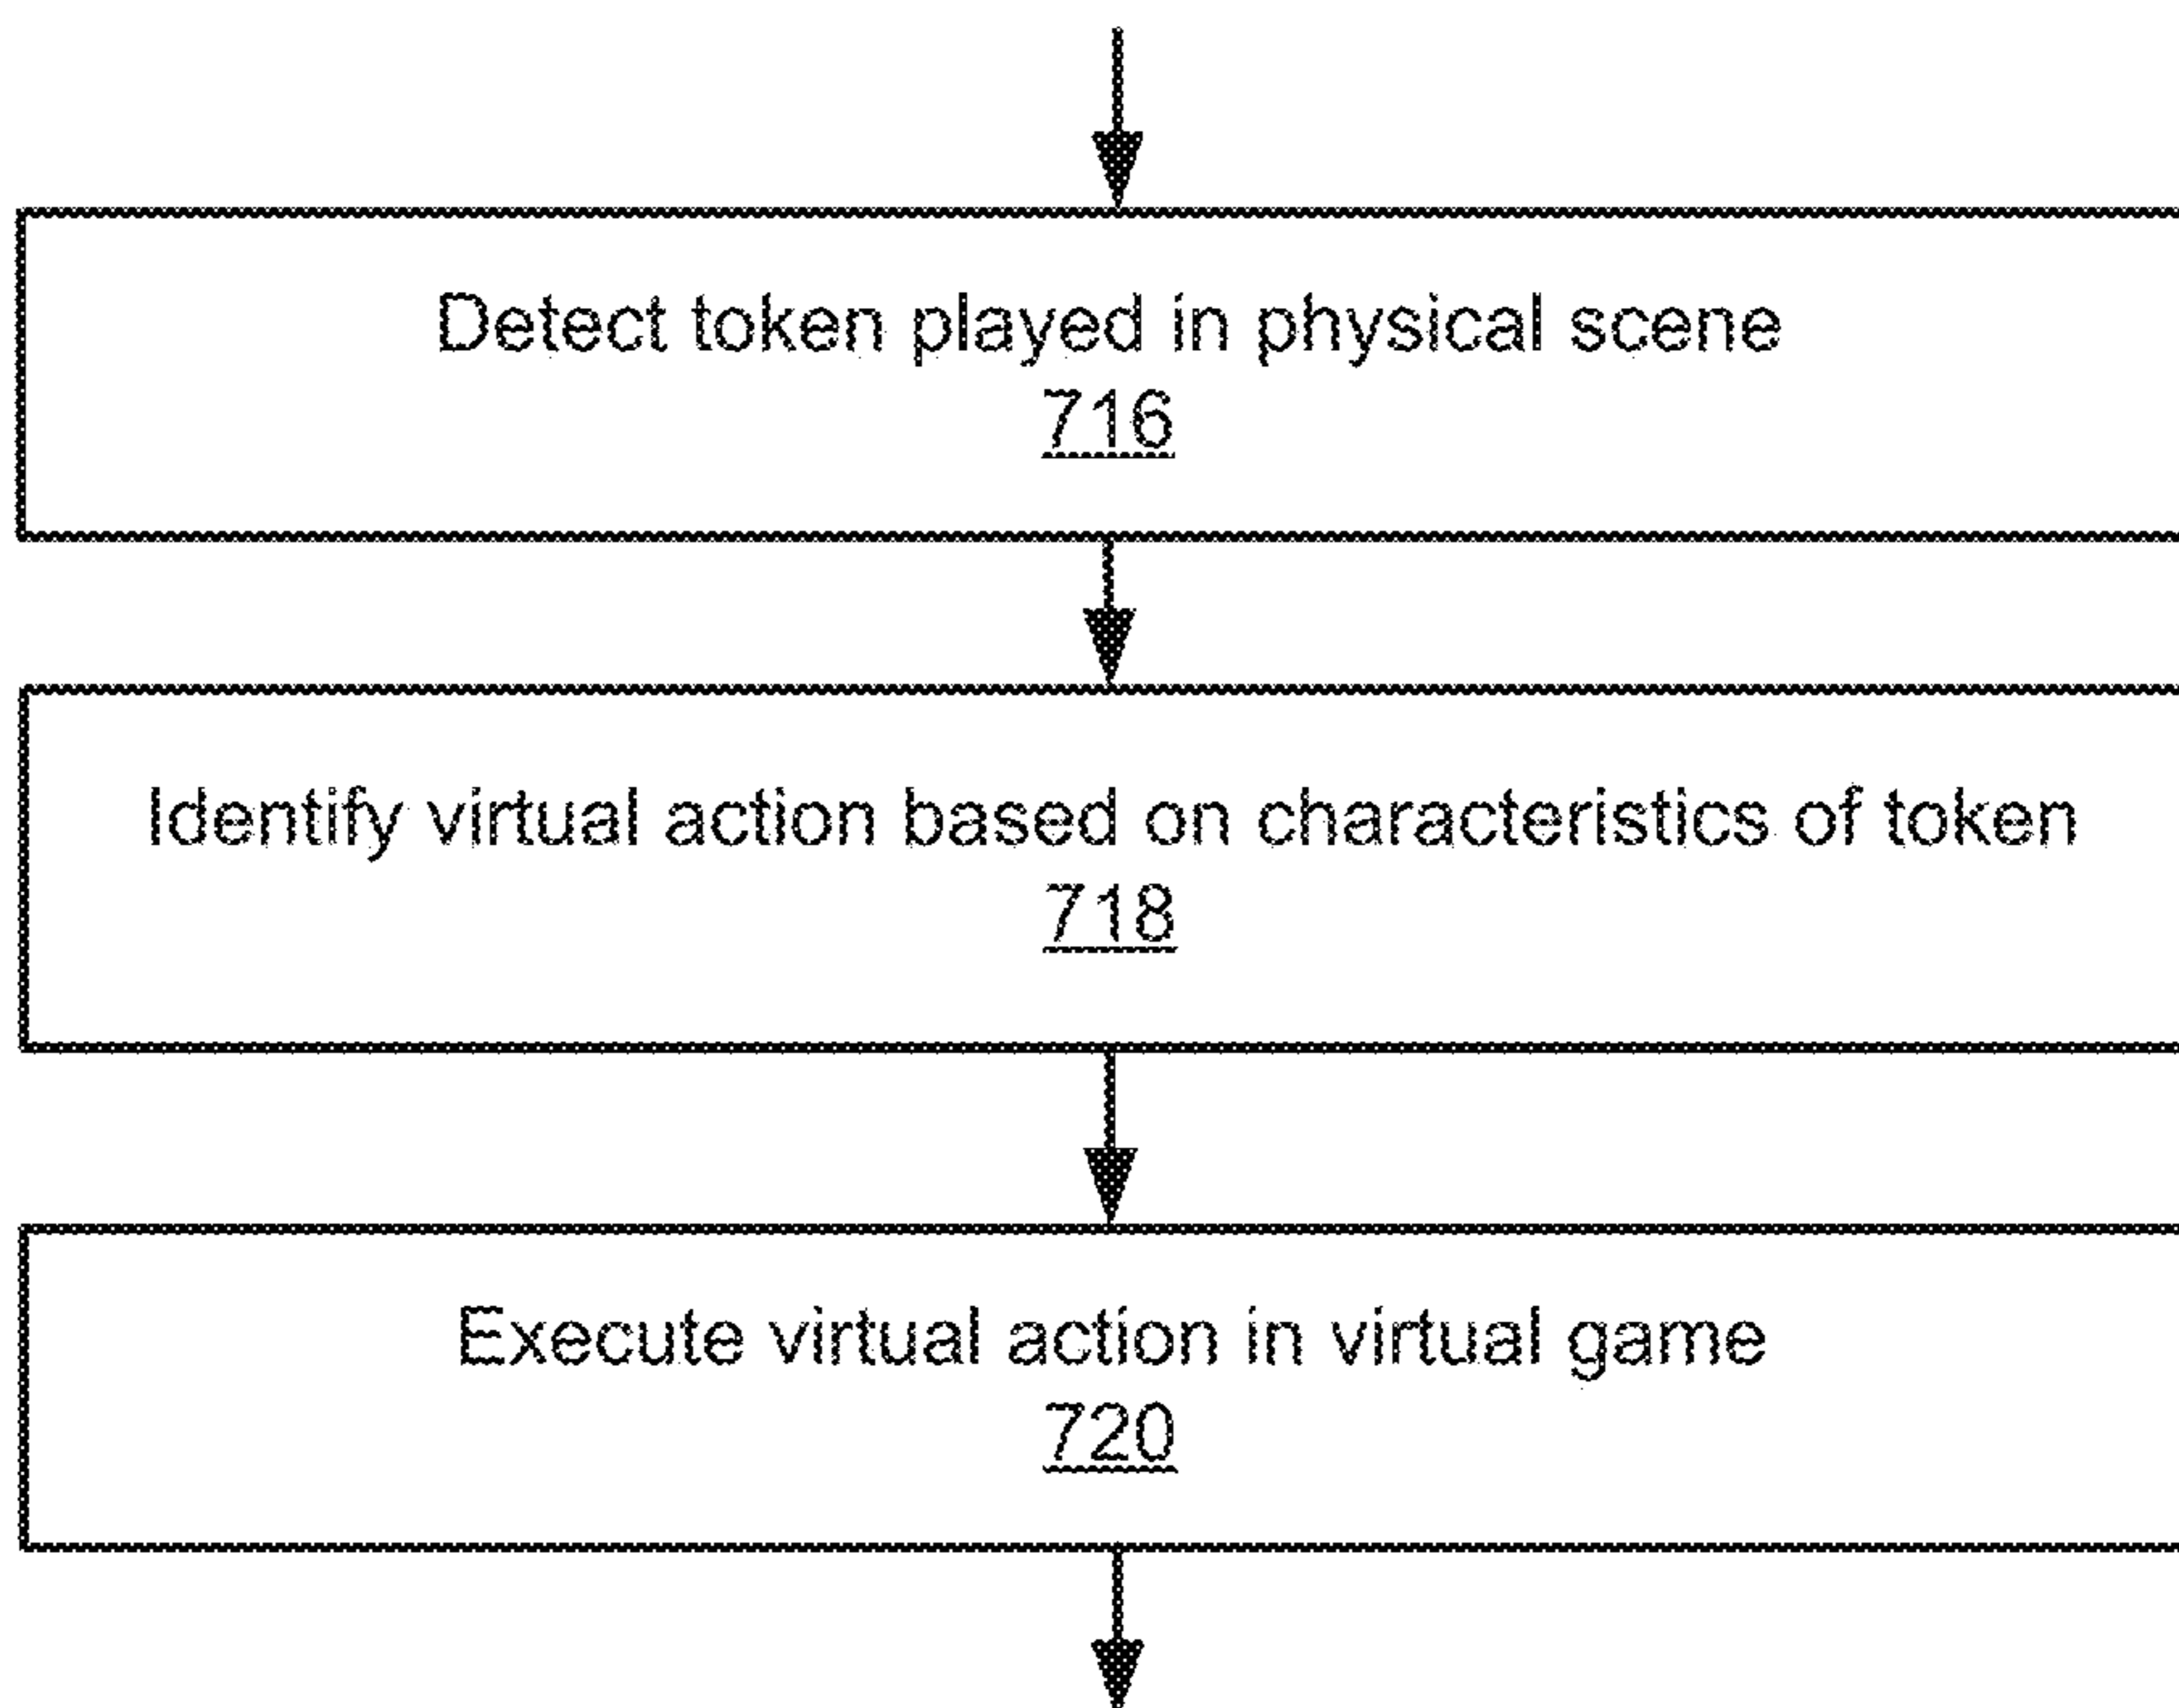 Detect token played in physical scene
716
Identify virtual action based on characteristics of token
718
Execute virtual action in virtual game
720